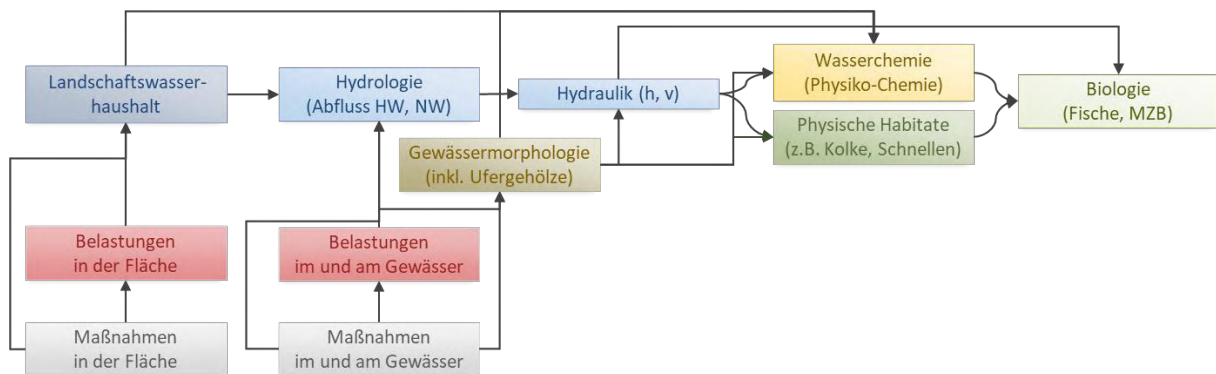 Landschaftswasser-
haushalt
Hydrologie
(Abfluss HW, NW)
Hydraulik (h, v)
Wasserchemie
(Physiko-Chemie)
Biologie
(Fische, MZB)
Physische Habitate
(z.B. Kolke, Schnellen)
Gewässermorphologie
(inkl. Ufergehölze)
Belastungen
in der Fläche
Belastungen
im und am Gewässer
Maßnahmen
in der Fläche
Maßnahmen
im und am Gewässer